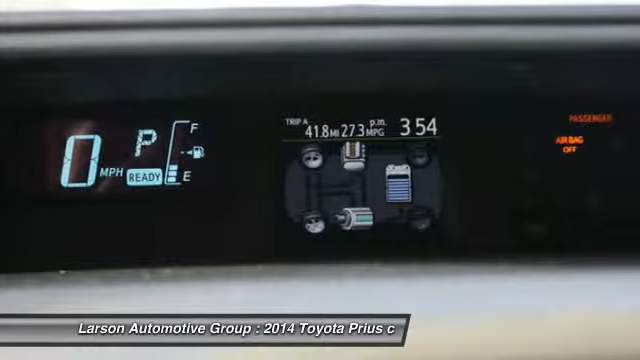 TRIP A 41.8 MI 27.3 MPG p.m. 3 54
0 MPH P READY F E
PASSENGER
AIR BAG
OFF
Larson Automotive Group : 2014 Toyota Prius c